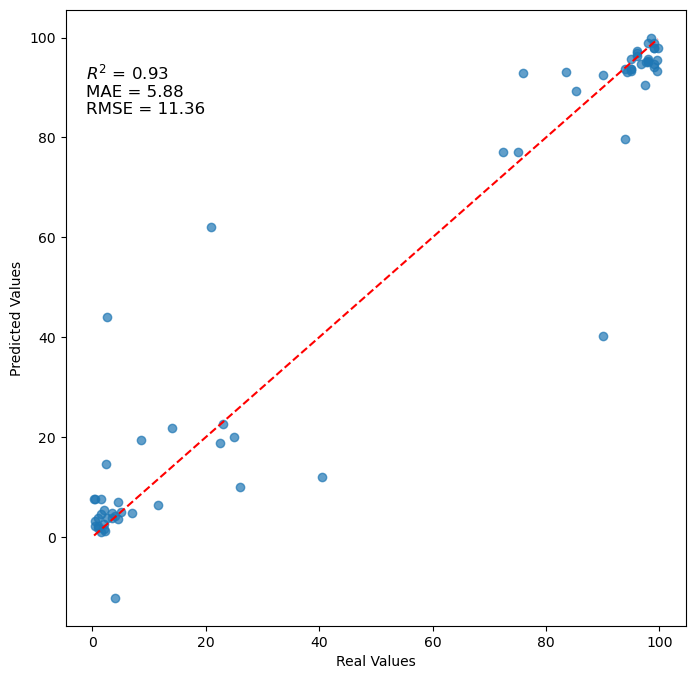 R² = 0.93
MAE = 5.88
RMSE = 11.36
100
80
60
40
20
0
Predicted Values
0 20 40 60 80 100
Real Values